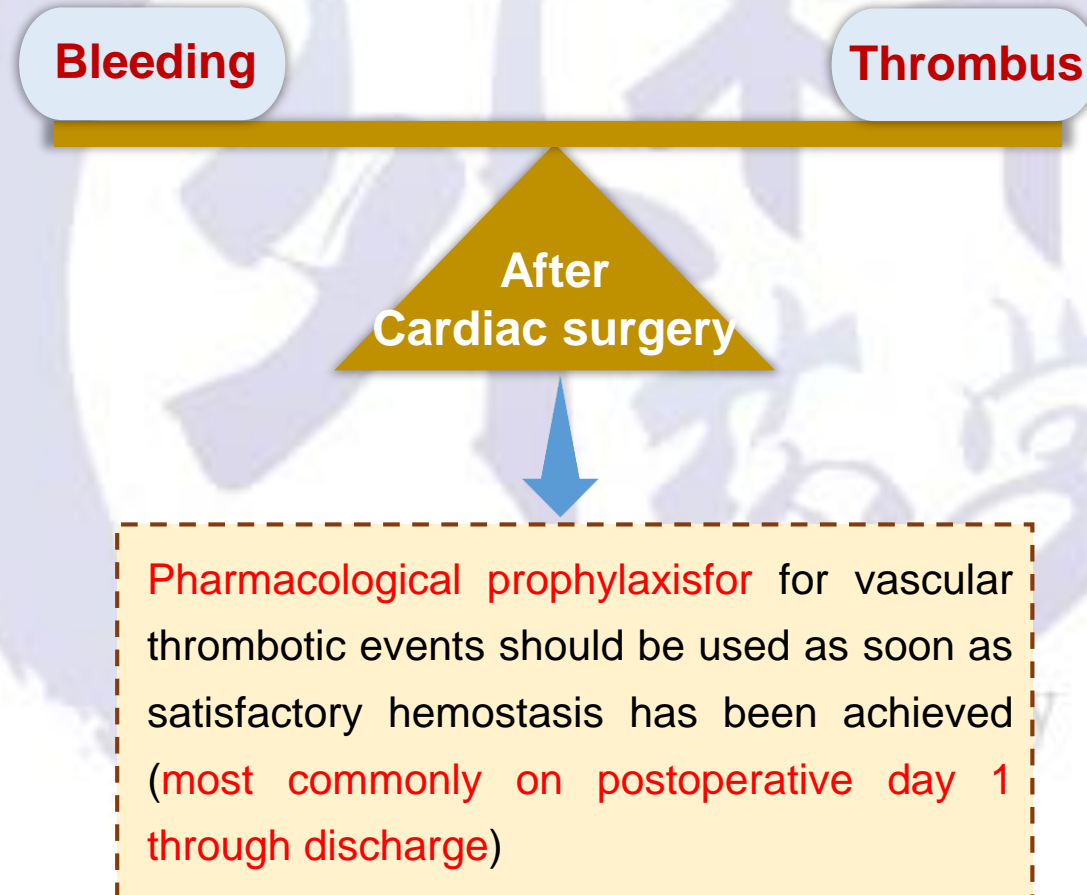 Bleeding
Thrombus
After
Cardiac surgery
Pharmacological prophylaxisfor for vascular
thrombotic events should be used as soon as
satisfactory hemostasis has been achieved
(most commonly on postoperative day 1
through discharge)